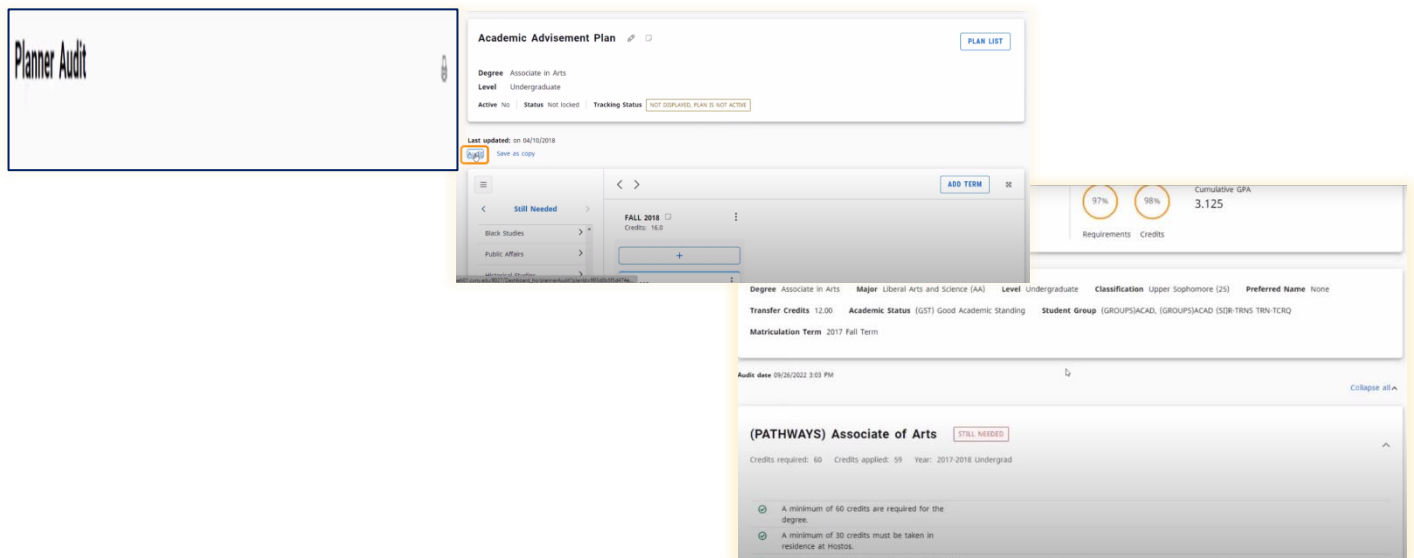 Planner Audit
Academic Advisement Plan
PLAN LIST
Degree Associate in Arts
Level Undergraduate
Active No Status Not locked Tracking Status NOT DISPLAYED, PLAN IS NOT ACTIVE
Last updated: on 04/10/2018
Audit Save as copy
ADD TERM
Still Needed
FALL 2018
Credits: 16.0
Black Studies
Public Affairs
+
Historical Studies
97%
98%
Cumulative GPA
3.125
Requirements Credits
Degree Associate in Arts Major Liberal Arts and Science (AA) Level Undergraduate Classification Upper Sophomore (25) Preferred Name None
Transfer Credits 12.00 Academic Status (GST) Good Academic Standing Student Group (GROUPS)ACAD, (GROUPS)ACAD (SI)R-TRNS TRN-TCRQ
Matriculation Term 2017 Fall Term
Audit date 09/26/2022 3:03 PM
Collapse all
(PATHWAYS) Associate of Arts STILL NEEDED
Credits required: 60 Credits applied: 59 Year: 2017-2018 Undergrad
A minimum of 60 credits are required for the
degree.
A minimum of 30 credits must be taken in
residence at Hostos.